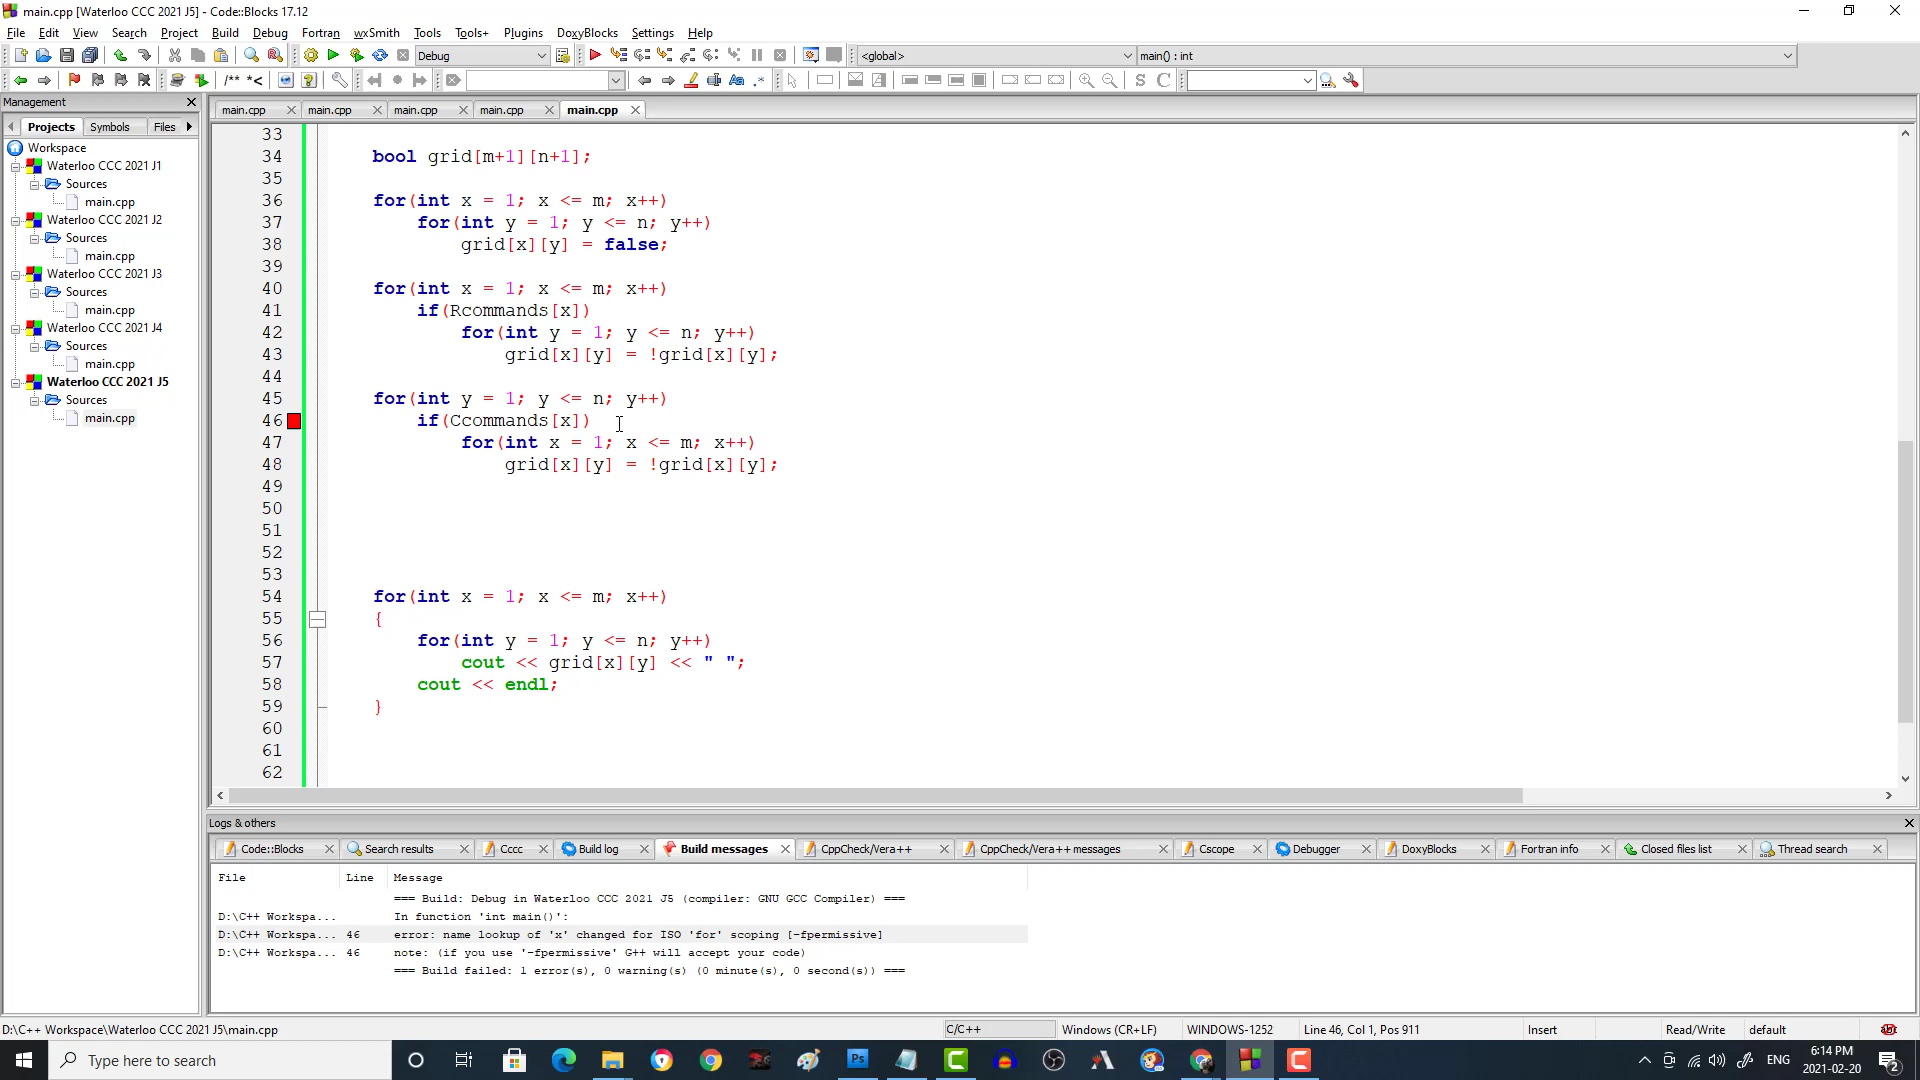 main.cpp [Waterloo CCC 2021 J5] - Code::Blocks 17.12
File Edit View Search Project Build Debug Fortran wxSmith Tools Tools+ Plugins DoxyBlocks Settings Help
Debug <global> main() : int
/** *< Aa .* S C
Management
Projects Symbols Files
main.cpp main.cpp main.cpp main.cpp main.cpp
Workspace
Waterloo CCC 2021 J1
Sources
main.cpp
Waterloo CCC 2021 J2
Sources
main.cpp
Waterloo CCC 2021 J3
Sources
main.cpp
Waterloo CCC 2021 J4
Sources
main.cpp
Waterloo CCC 2021 J5
Sources
main.cpp
33
34 bool grid[m+1][n+1];
35
36 for(int x = 1; x <= m; x++)
37 for(int y = 1; y <= n; y++)
38 grid[x][y] = false;
39
40 for(int x = 1; x <= m; x++)
41 if(Rcommands[x])
42 for(int y = 1; y <= n; y++)
43 grid[x][y] = !grid[x][y];
44
45 for(int y = 1; y <= n; y++)
46 if(Ccommands[x])
47 for(int x = 1; x <= m; x++)
48 grid[x][y] = !grid[x][y];
49
50
51
52
53
54 for(int x = 1; x <= m; x++)
55 {
56 for(int y = 1; y <= n; y++)
57 cout << grid[x][y] << " ";
58 cout << endl;
59 }
60
61
62
Logs & others
Code::Blocks Search results Cccc Build log Build messages CppCheck/Vera++ CppCheck/Vera++ messages Cscope Debugger DoxyBlocks Fortran info Closed files list Thread search
File Line Message
=== Build: Debug in Waterloo CCC 2021 J5 (compiler: GNU GCC Compiler) ===
D:\C++ Workspa... In function 'int main()':
D:\C++ Workspa... 46 error: name lookup of 'x' changed for ISO 'for' scoping [-fpermissive]
D:\C++ Workspa... 46 note: (if you use '-fpermissive' G++ will accept your code)
=== Build failed: 1 error(s), 0 warning(s) (0 minute(s), 0 second(s)) ===
D:\C++ Workspace\Waterloo CCC 2021 J5\main.cpp C/C++ Windows (CR+LF) WINDOWS-1252 Line 46, Col 1, Pos 911 Insert Read/Write default
Type here to search
Ps
ENG
6:14 PM
2021-02-20
2